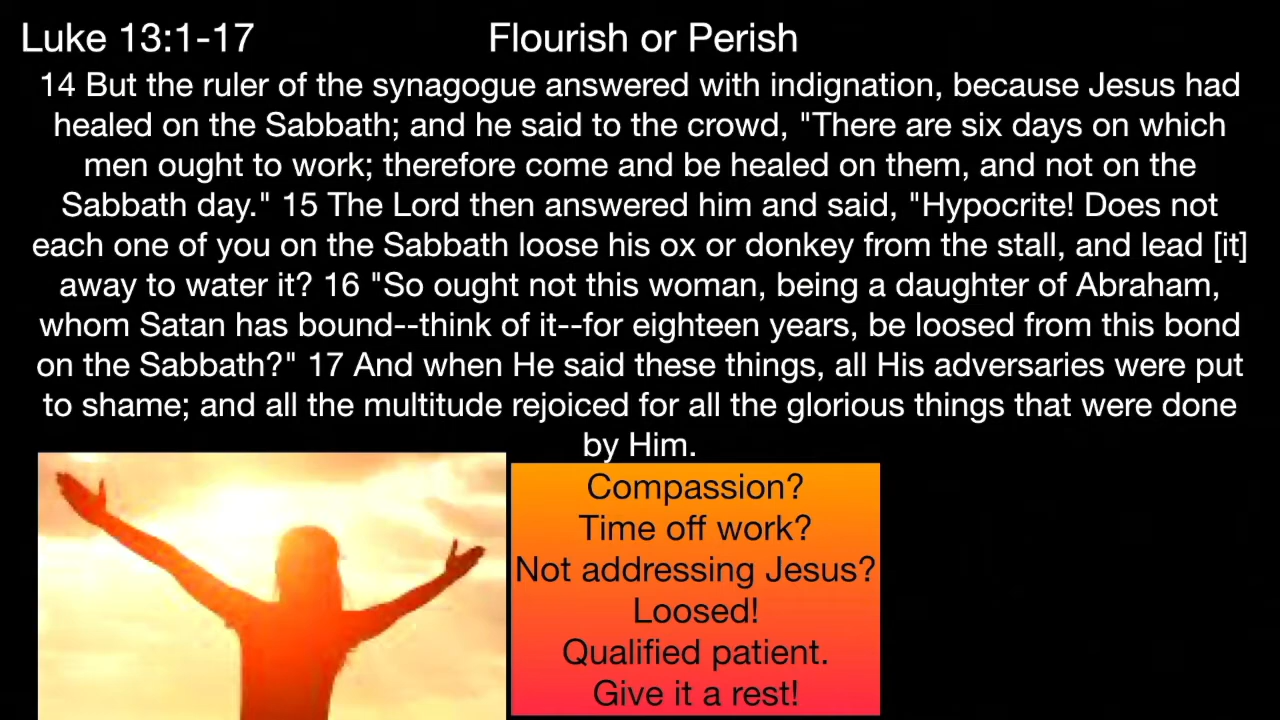 Luke 13:1-17 Flourish or Perish
14 But the ruler of the synagogue answered with indignation, because Jesus had
healed on the Sabbath; and he said to the crowd, "There are six days on which
men ought to work; therefore come and be healed on them, and not on the
Sabbath day." 15 The Lord then answered him and said, "Hypocrite! Does not
each one of you on the Sabbath loose his ox or donkey from the stall, and lead [it]
away to water it? 16 "So ought not this woman, being a daughter of Abraham,
whom Satan has bound--think of it--for eighteen years, be loosed from this bond
on the Sabbath?" 17 And when He said these things, all His adversaries were put
to shame; and all the multitude rejoiced for all the glorious things that were done
by Him.
Compassion?
Time off work?
Not addressing Jesus?
Loosed!
Qualified patient.
Give it a rest!